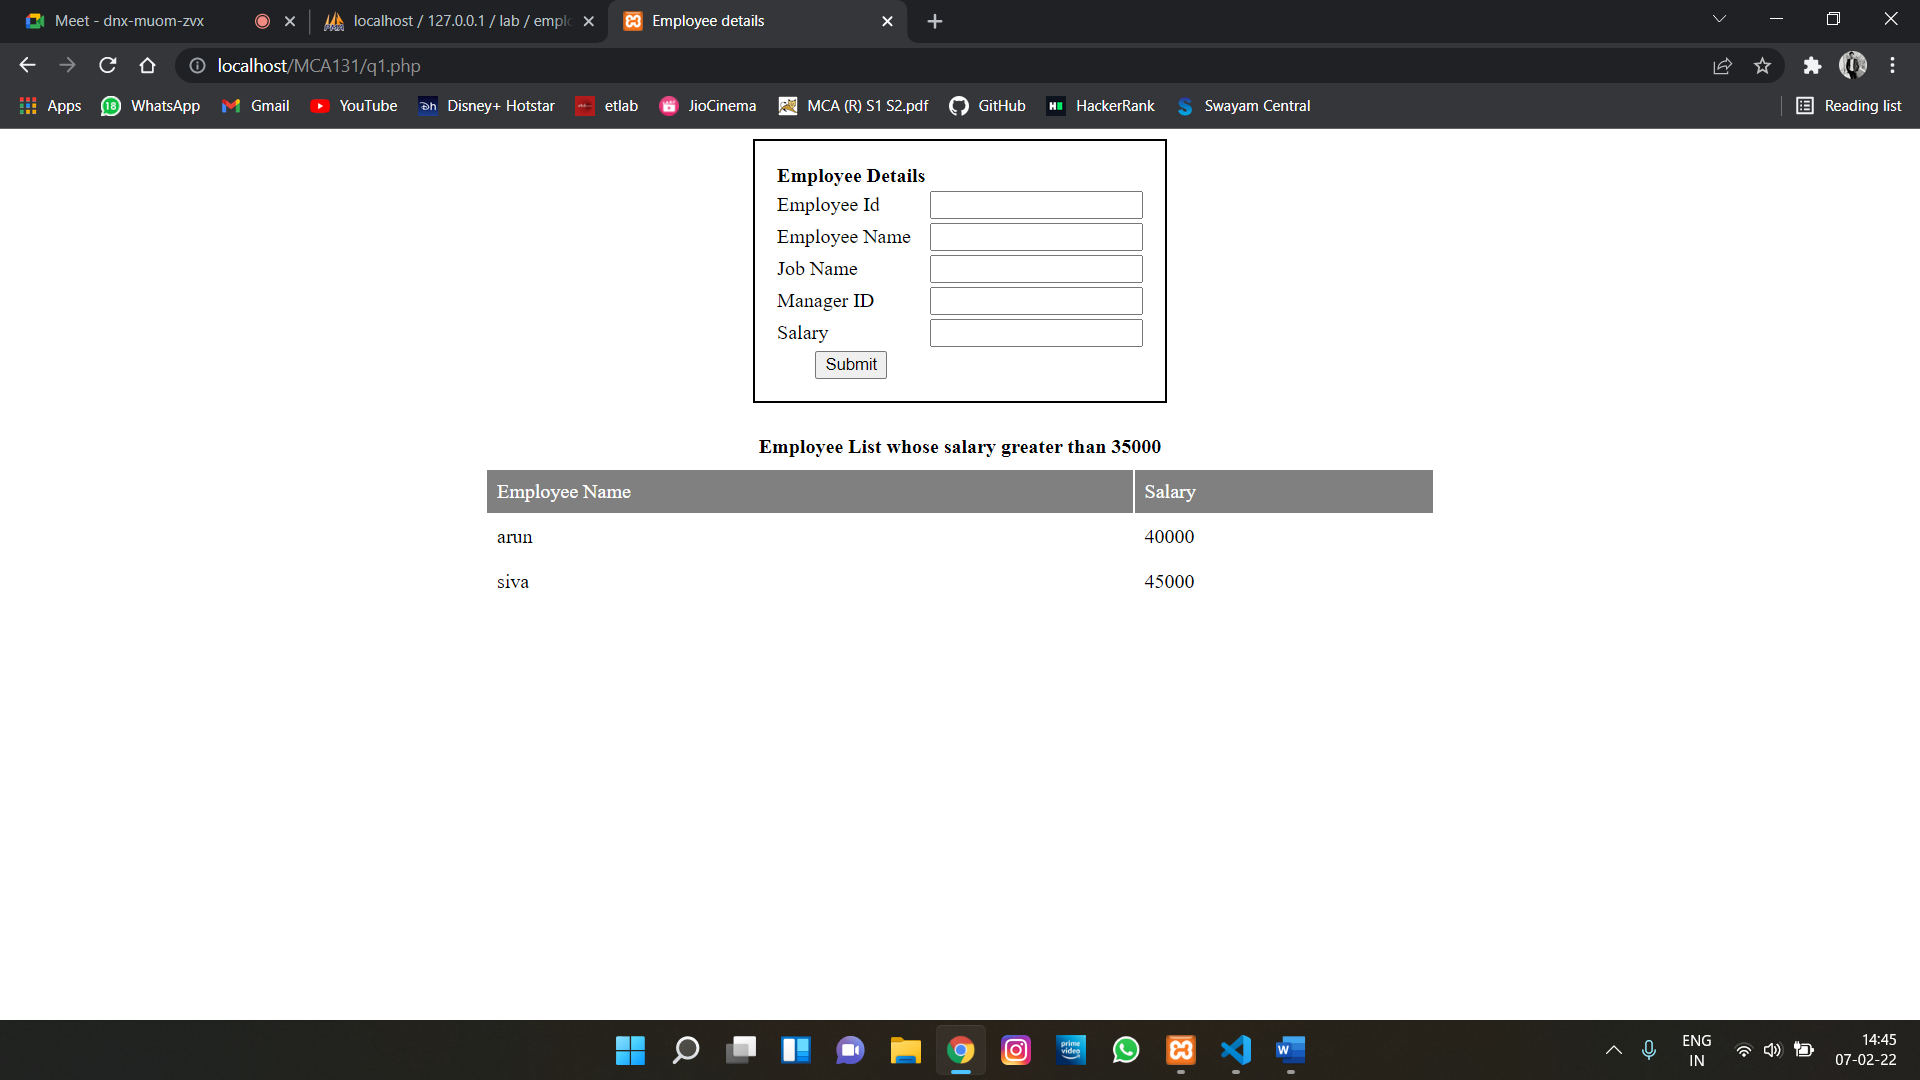 Meet - dnx-muom-zvx
localhost / 127.0.0.1 / lab /
Employee details
localhost/MCA131/q1.php
Apps
WhatsApp
Gmail
YouTube
Disney+ Hotstar
etlab
JioCinema
MCA (R) S1 S2.pdf
GitHub
HackerRank
Swayam Central
Reading list
Employee Details
Employee Id
Employee Name
Job Name
Manager ID
Salary
Submit
Employee List whose salary greater than 35000
Employee Name Salary
arun 40000
siva 45000
prime
video
ENG
IN
14:45
07-02-22